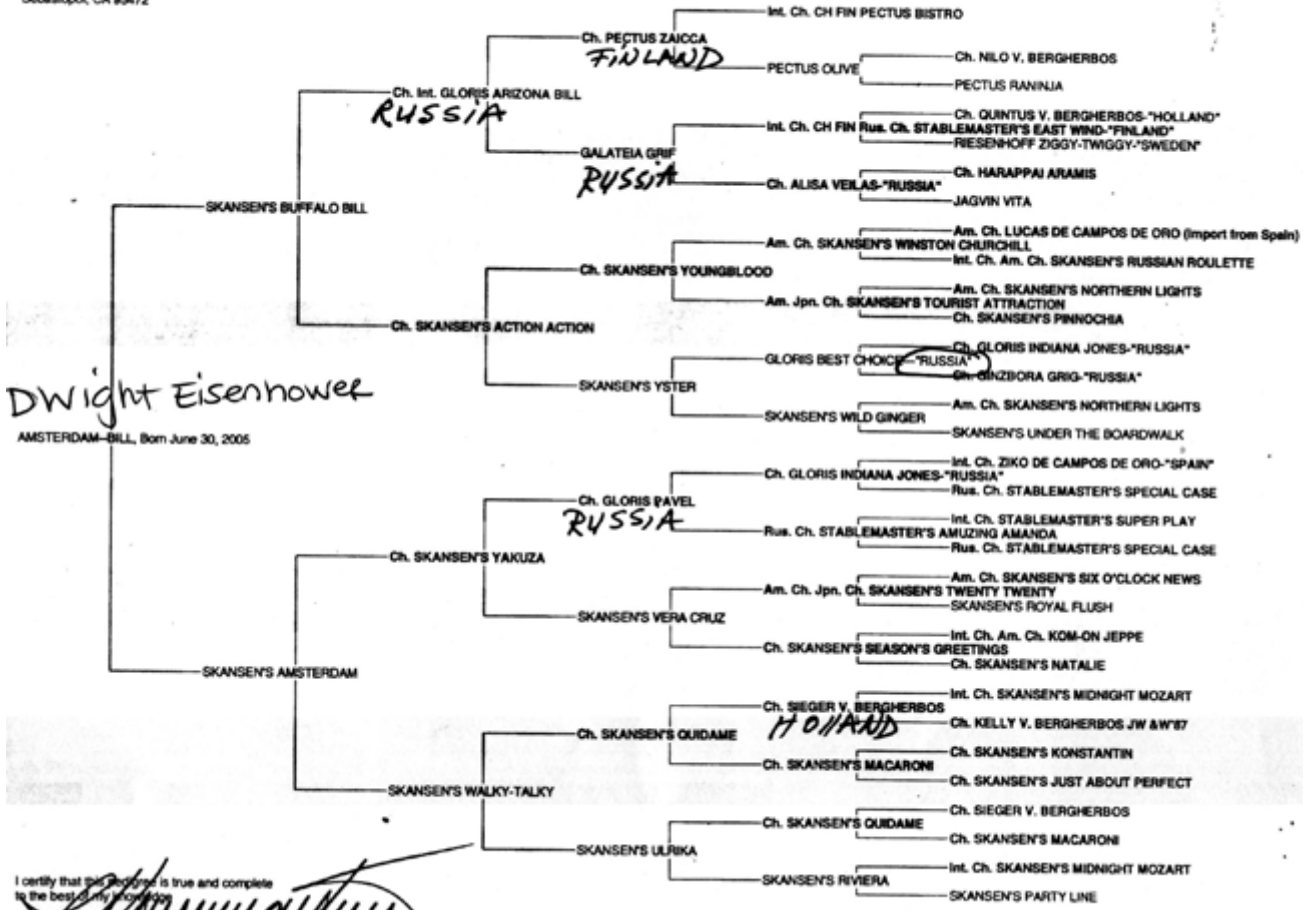 Sebastopol, CA 95472
Int. Ch. CH FIN PECTUS BISTRO
Ch. PECTUS ZAICCA
FINLAND
Ch. NILO V. BERGHERBOS
PECTUS OLIVE
PECTUS RANINJA
Ch. Int. GLORIS ARIZONA BILL
RUSSIA
Ch. QUINTUS V. BERGHERBOS-"HOLLAND"
Int. Ch. CH FIN Rus. Ch. STABLEMASTER'S EAST WIND-"FINLAND"
RIESENHOFF ZIGGY-TWIGGY-"SWEDEN"
GALATEIA GRIF
RUSSIA
Ch. HARAPPAI ARAMIS
Ch. ALISA VEILAS-"RUSSIA"
JAGVIN VITA
SKANSEN'S BUFFALO BILL
Am. Ch. LUCAS DE CAMPOS DE ORO (Import from Spain)
Am. Ch. SKANSEN'S WINSTON CHURCHILL
Int. Ch. Am. Ch. SKANSEN'S RUSSIAN ROULETTE
Ch. SKANSEN'S YOUNGBLOOD
Am. Ch. SKANSEN'S NORTHERN LIGHTS
Am. Jpn. Ch. SKANSEN'S TOURIST ATTRACTION
Ch. SKANSEN'S PINNOCHIA
Ch. SKANSEN'S ACTION ACTION
Ch. GLORIS INDIANA JONES-"RUSSIA"
GLORIS BEST CHOICE-"RUSSIA"
Ch. GINZBORA GRIG-"RUSSIA"
SKANSEN'S YSTER
Am. Ch. SKANSEN'S NORTHERN LIGHTS
SKANSEN'S WILD GINGER
SKANSEN'S UNDER THE BOARDWALK
Dwight Eisenhower
AMSTERDAM-BILL, Born June 30, 2005
Int. Ch. ZIKO DE CAMPOS DE ORO-"SPAIN"
Ch. GLORIS INDIANA JONES-"RUSSIA"
Rus. Ch. STABLEMASTER'S SPECIAL CASE
Ch. GLORIS PAVEL
RUSSIA
Int. Ch. STABLEMASTER'S SUPER PLAY
Rus. Ch. STABLEMASTER'S AMUZING AMANDA
Rus. Ch. STABLEMASTER'S SPECIAL CASE
Ch. SKANSEN'S YAKUZA
Am. Ch. SKANSEN'S SIX O'CLOCK NEWS
Am. Ch. Jpn. Ch. SKANSEN'S TWENTY TWENTY
SKANSEN'S ROYAL FLUSH
SKANSEN'S VERA CRUZ
Int. Ch. Am. Ch. KOM-ON JEPPE
Ch. SKANSEN'S SEASON'S GREETINGS
Ch. SKANSEN'S NATALIE
SKANSEN'S AMSTERDAM
Int. Ch. SKANSEN'S MIDNIGHT MOZART
Ch. SIEGER V. BERGHERBOS
HOllAND
Ch. KELLY V. BERGHERBOS JW &W'87
Ch. SKANSEN'S QUIDAME
Ch. SKANSEN'S KONSTANTIN
Ch. SKANSEN'S MACARONI
Ch. SKANSEN'S JUST ABOUT PERFECT
SKANSEN'S WALKY-TALKY
Ch. SIEGER V. BERGHERBOS
Ch. SKANSEN'S QUIDAME
Ch. SKANSEN'S MACARONI
SKANSEN'S ULRIKA
Int. Ch. SKANSEN'S MIDNIGHT MOZART
SKANSEN'S RIVIERA
SKANSEN'S PARTY LINE
I certify that this pedigree is true and complete
to the best of my knowledge